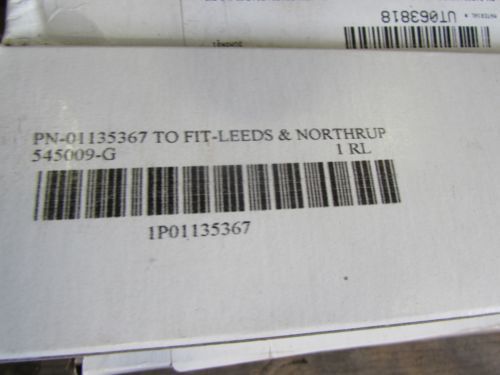 UT063818
PN-01135367 TO FIT-LEEDS & NORTHRUP
545009-G 1 RL
1P01135367